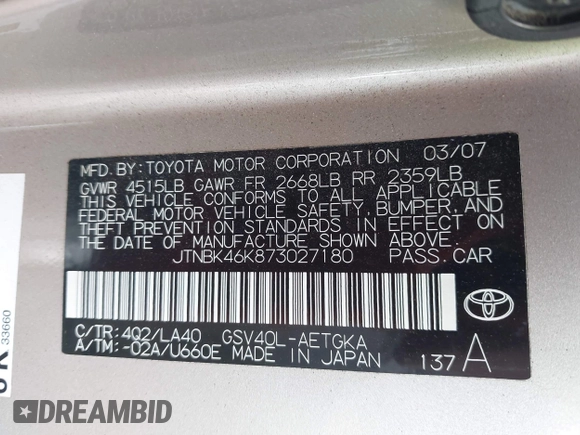 MFD. BY: TOYOTA MOTOR CORPORATION 03/07
GVWR 4515LB GAWR FR 2668LB RR 2359LB
THIS VEHICLE CONFORMS TO ALL APPLICABLE
FEDERAL MOTOR VEHICLE SAFETY, BUMPER, AND
THEFT PREVENTION STANDARDS IN EFFECT ON
THE DATE OF MANUFACTURE SHOWN ABOVE.
JTNBK46K873027180 PASS. CAR
C/TR: 4Q2/LA40 GSV40L-AETGKA
A/TM: -02A/U660E MADE IN JAPAN
137 A
33660
DREAMBID